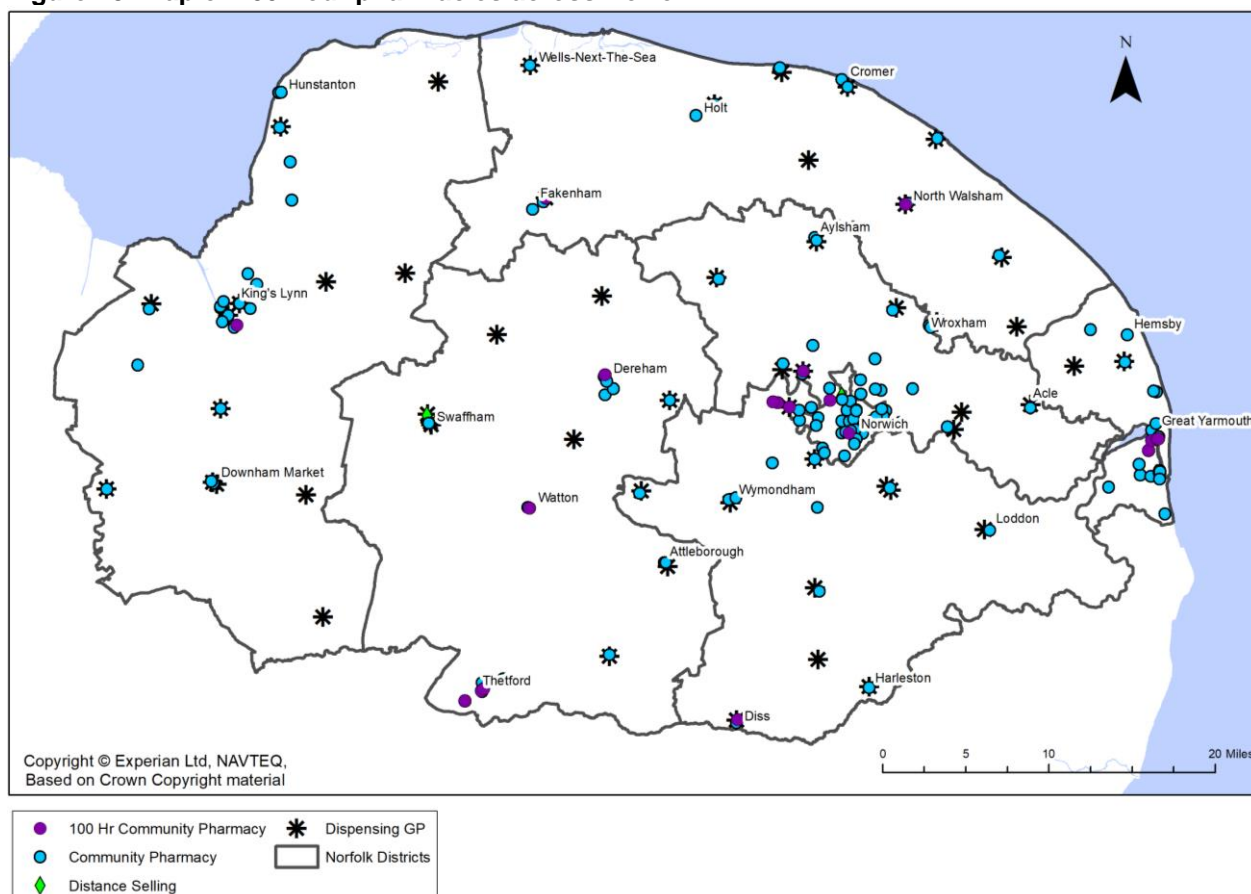 N
Wells-Next-The-Sea
Cromer
Hunstanton
Holt
Fakenham
North Walsham
Aylsham
King's Lynn
Wroxham
Hemsby
Dereham
Acle
Swaffham
Norwich
Great Yarmouth
Downham Market
Watton
Wymondham
Loddon
Attleborough
Thetford
Harleston
Diss
Copyright © Experian Ltd, NAVTEQ,
Based on Crown Copyright material
0 5 10 20 Miles
100 Hr Community Pharmacy
Dispensing GP
Community Pharmacy
Norfolk Districts
Distance Selling